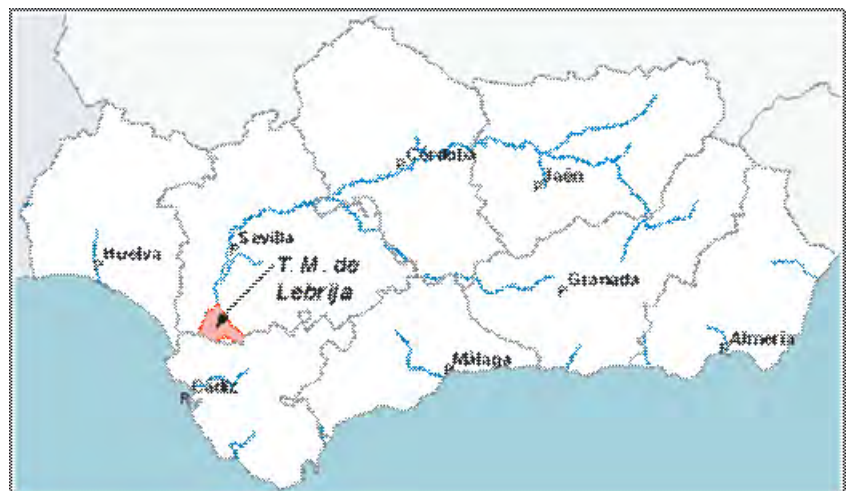 Córdoba
Jaén
Sevilla
Huelva
T. M. de
Lebrija
Granada
Almería
Málaga
Cádiz